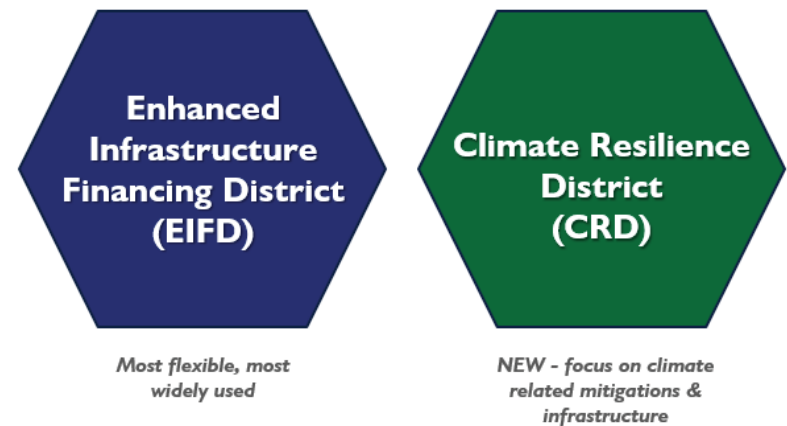 Enhanced
Infrastructure
Financing District
(EIFD)
Climate Resilience
District
(CRD)
Most flexible, most
widely used
NEW - focus on climate
related mitigations &
infrastructure